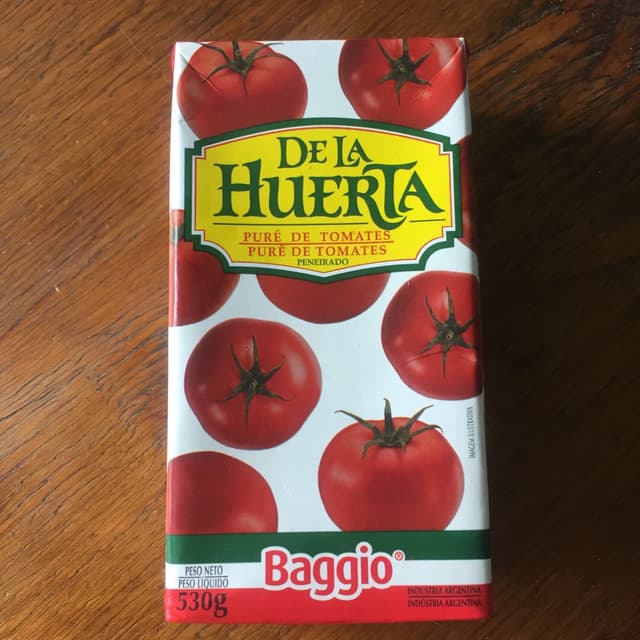 DE LA
HUERTA
PURÉ DE TOMATES
PURÊ DE TOMATES
PENEIRADO
IMAGEM ILUSTRATIVA
Baggio®
PESO NETO
PESO LÍQUIDO
530g
INDUSTRIA ARGENTINA
INDÚSTRIA ARGENTINA